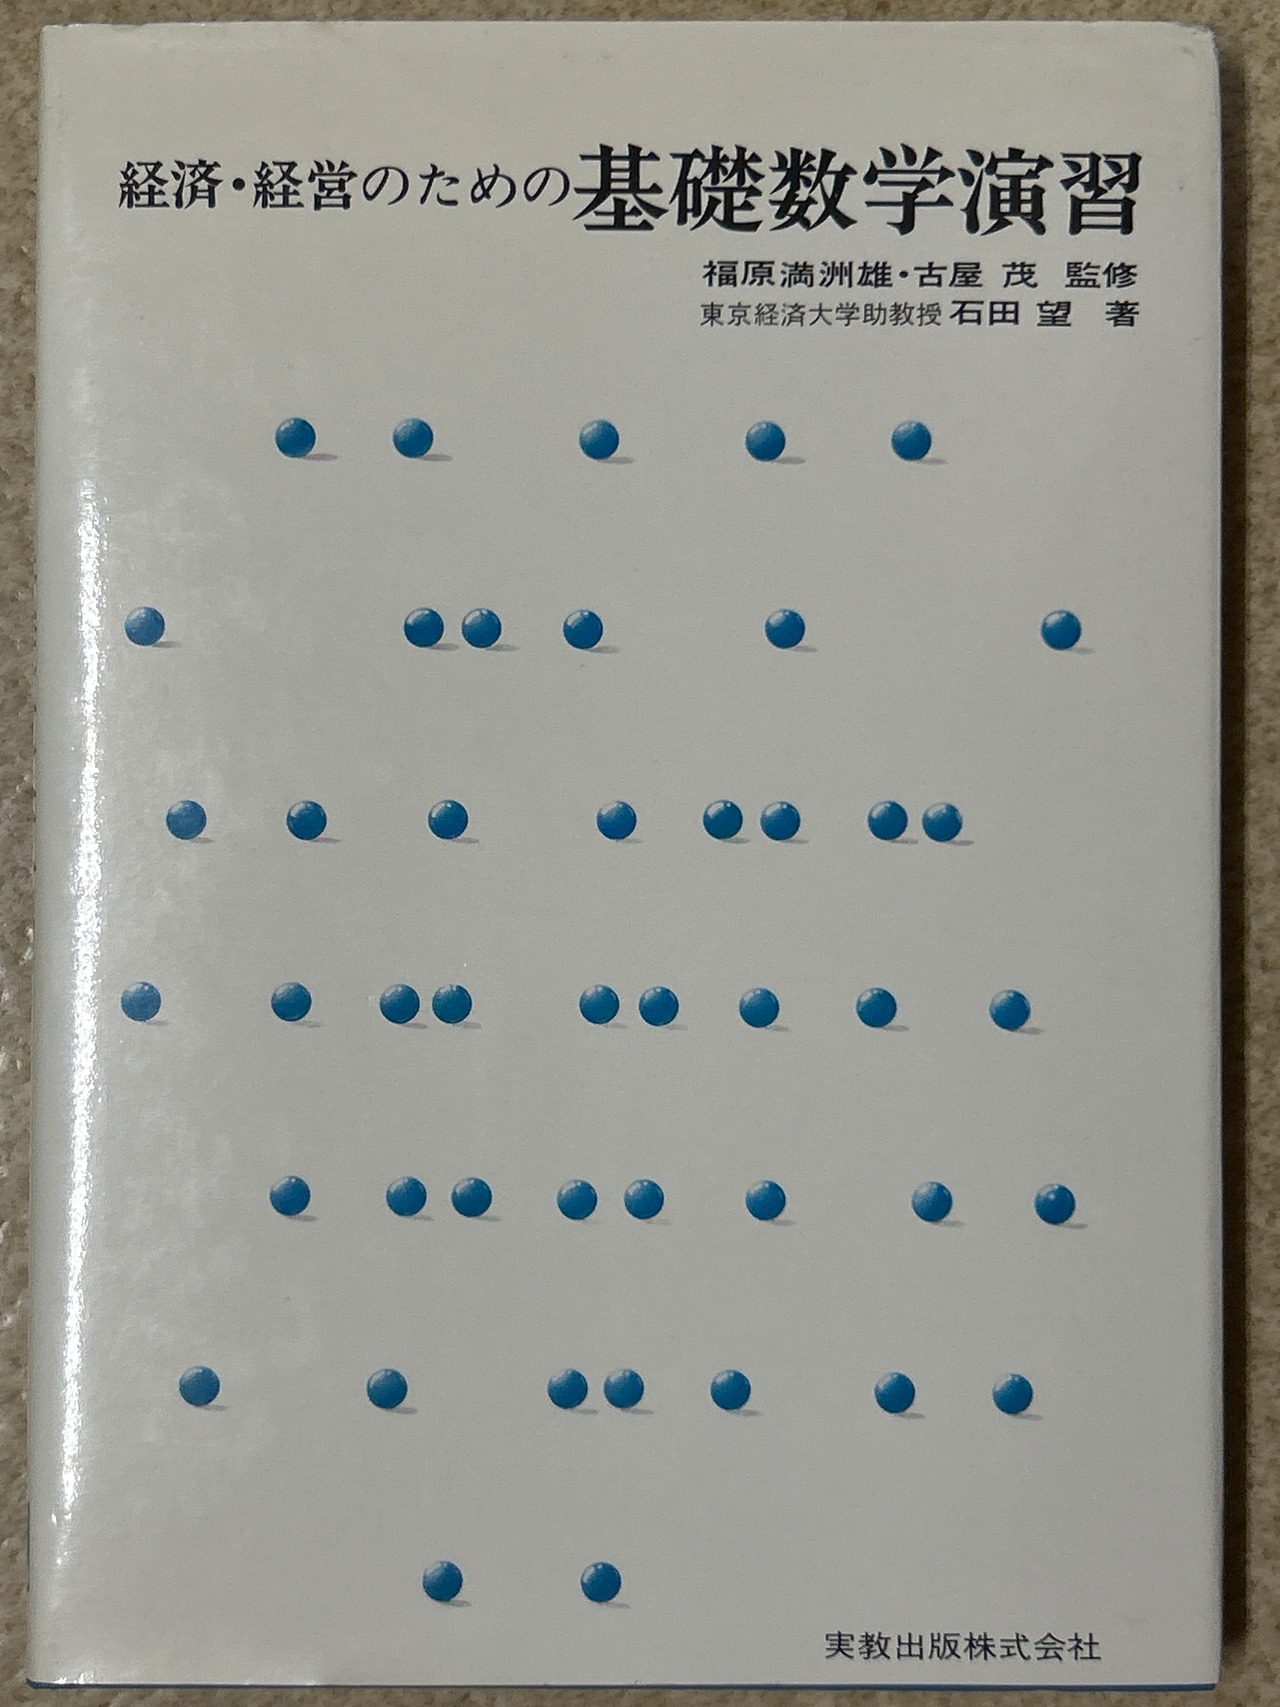 経済・経営のための基礎数学演習
福原満洲雄・古屋 茂 監修
東京経済大学助教授 石田 望 著
実教出版株式会社